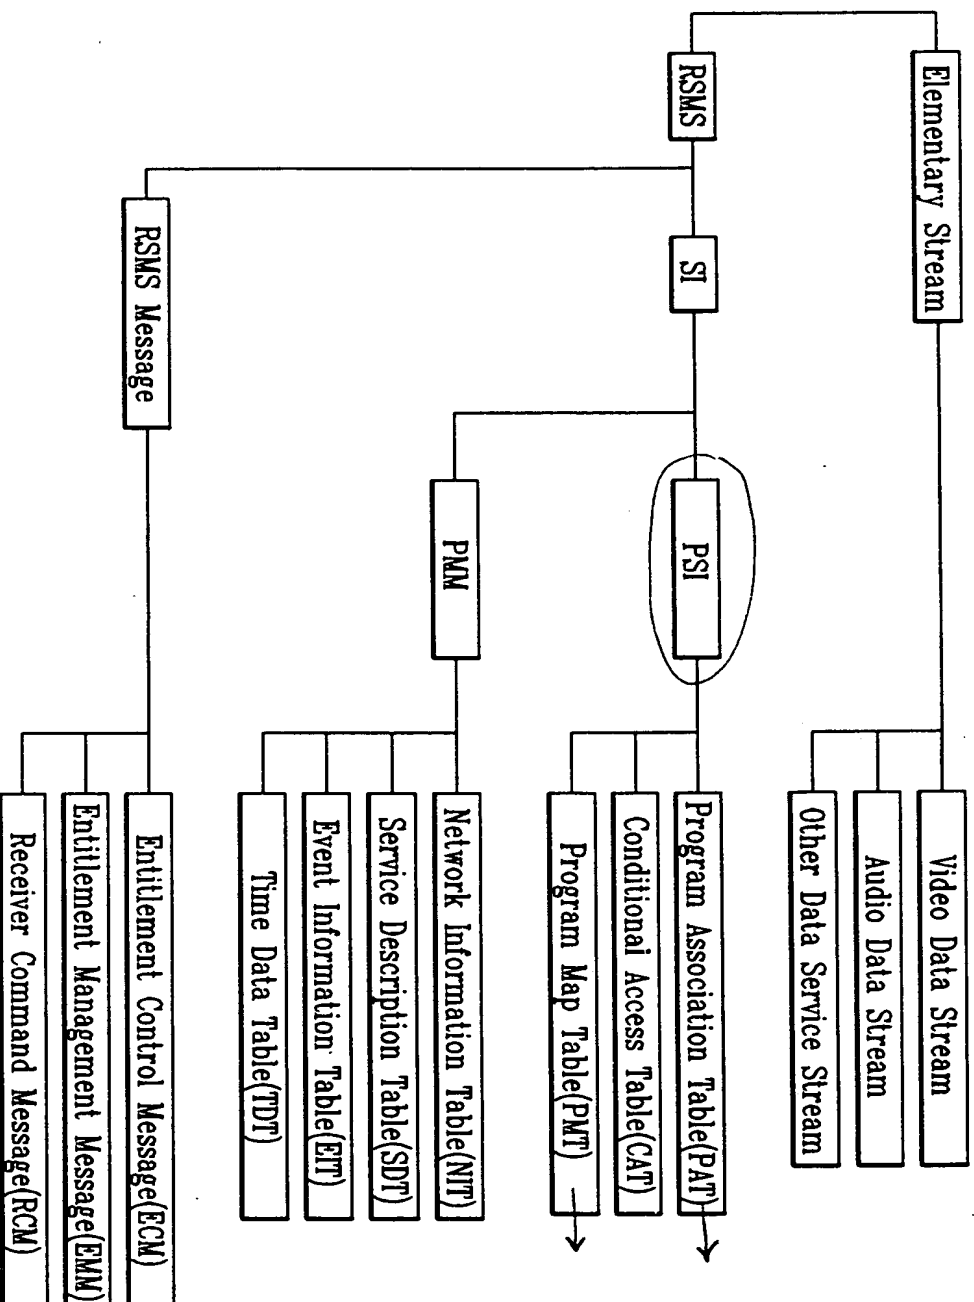 Elementary Stream
Video Data Stream
Audio Data Stream
Other Data Service Stream
RSMS
SI
PSI
Program Association Table(PAT)
Conditionai Access Table(CAT)
Program Map Table(PMT)
PMM
Network Information Table(NIT)
Service Description Table(SDT)
Event Information Table(EIT)
Time Data Table(TDT)
RSMS Message
Entitlement Control Message(ECM)
Entitlement Management Message(EMM)
Receiver Command Message(RCM)